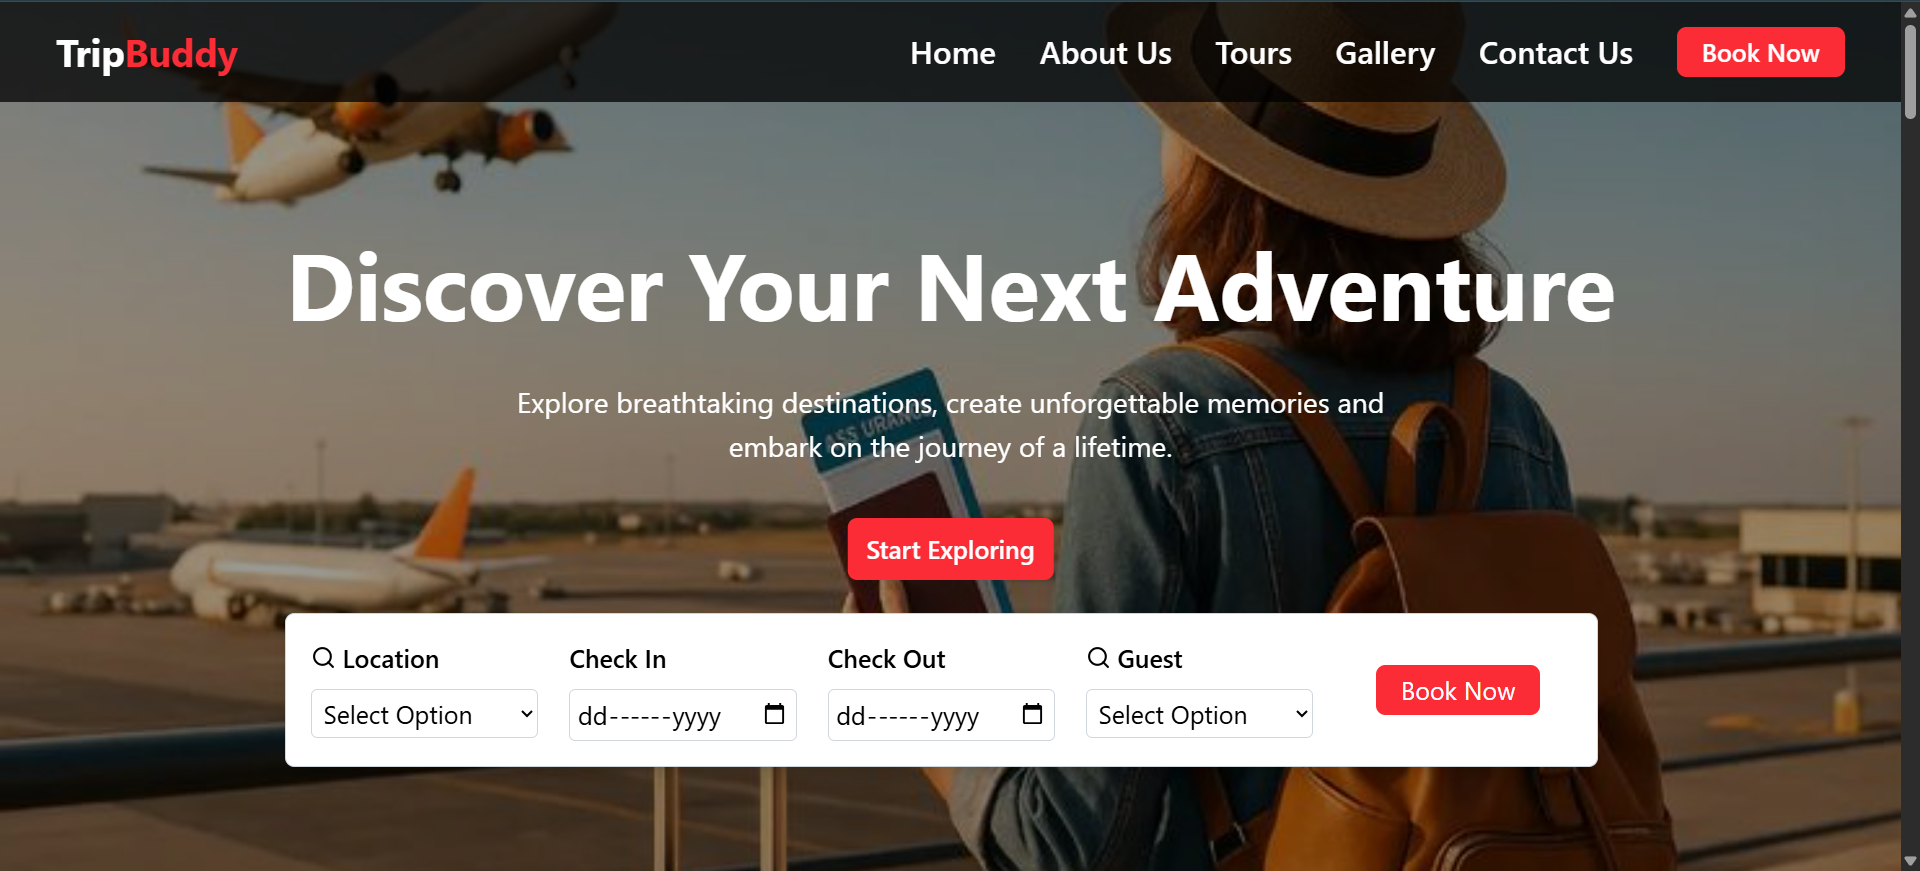 TripBuddy
Home About Us Tours Gallery Contact Us Book Now
Discover Your Next Adventure
Explore breathtaking destinations, create unforgettable memories and
embark on the journey of a lifetime.
ASS URANC
Start Exploring
Location Check In Check Out Guest
Select Option dd------yyyy dd------yyyy Select Option
Book Now